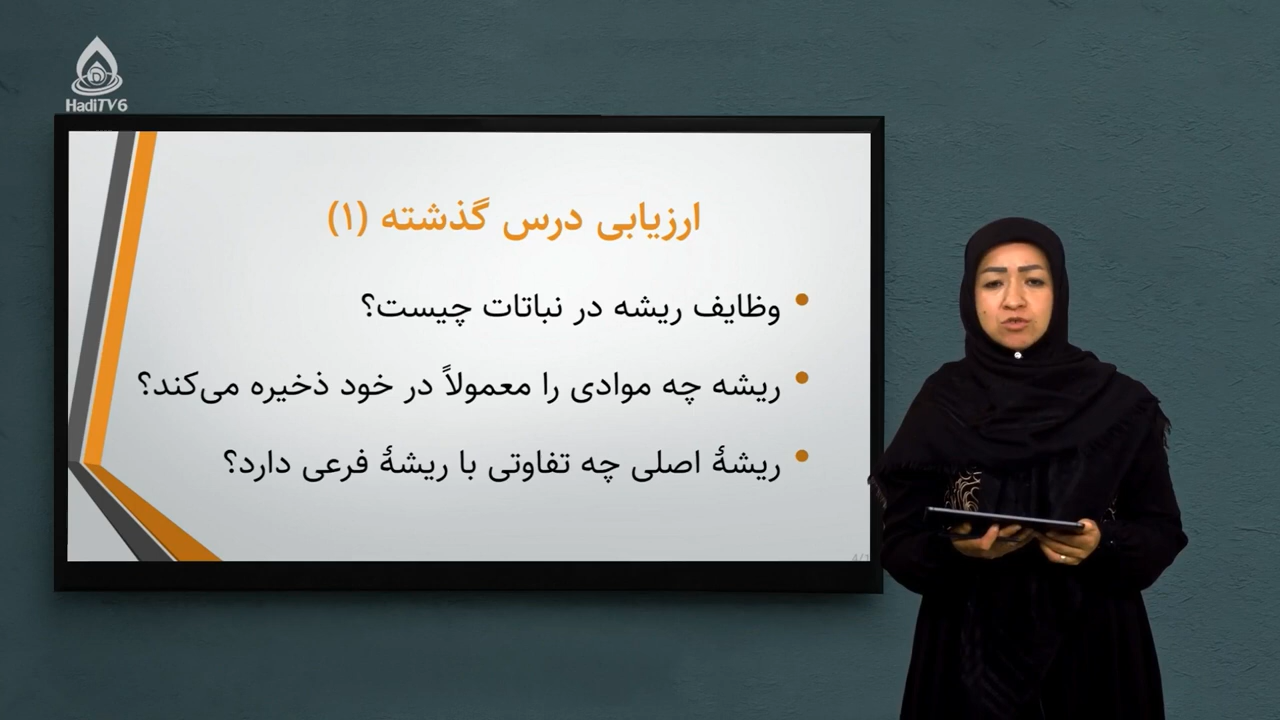 HadiTV6
ارزیابی درس گذشته (۱)
• وظایف ریشه در نباتات چیست؟
• ریشه چه موادی را معمولاً در خود ذخیره می‌کند؟
• ریشهٔ اصلی چه تفاوتی با ریشهٔ فرعی دارد؟